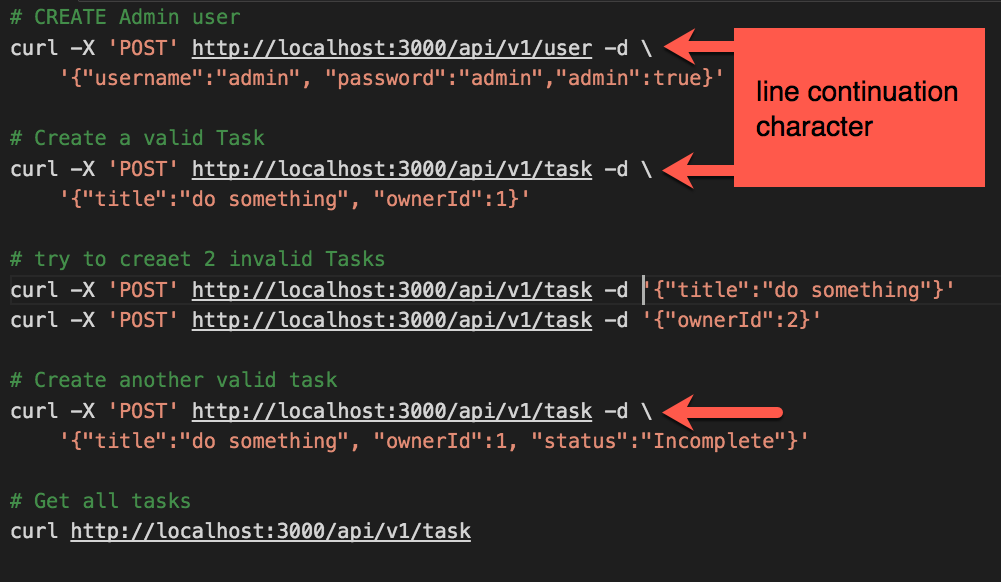 # CREATE Admin user
curl -X 'POST' http://localhost:3000/api/v1/user -d \
    '{"username":"admin", "password":"admin","admin":true}'
line continuation
character
# Create a valid Task
curl -X 'POST' http://localhost:3000/api/v1/task -d \
    '{"title":"do something", "ownerId":1}'
# try to creaet 2 invalid Tasks
curl -X 'POST' http://localhost:3000/api/v1/task -d '{"title":"do something"}'
curl -X 'POST' http://localhost:3000/api/v1/task -d '{"ownerId":2}'
# Create another valid task
curl -X 'POST' http://localhost:3000/api/v1/task -d \
    '{"title":"do something", "ownerId":1, "status":"Incomplete"}'
# Get all tasks
curl http://localhost:3000/api/v1/task